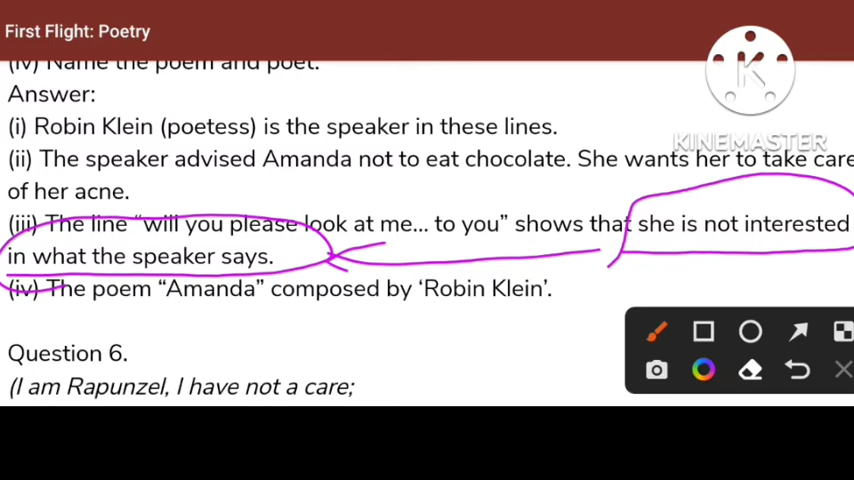 First Flight: Poetry
(iv) Name the poem and poet.
Answer:
(i) Robin Klein (poetess) is the speaker in these lines.
(ii) The speaker advised Amanda not to eat chocolate. She wants her to take care
of her acne.
(iii) The line “will you please look at me... to you” shows that she is not interested
in what the speaker says.
(iv) The poem “Amanda” composed by ‘Robin Klein’.
Question 6.
(I am Rapunzel, I have not a care;
K
KINEMASTER